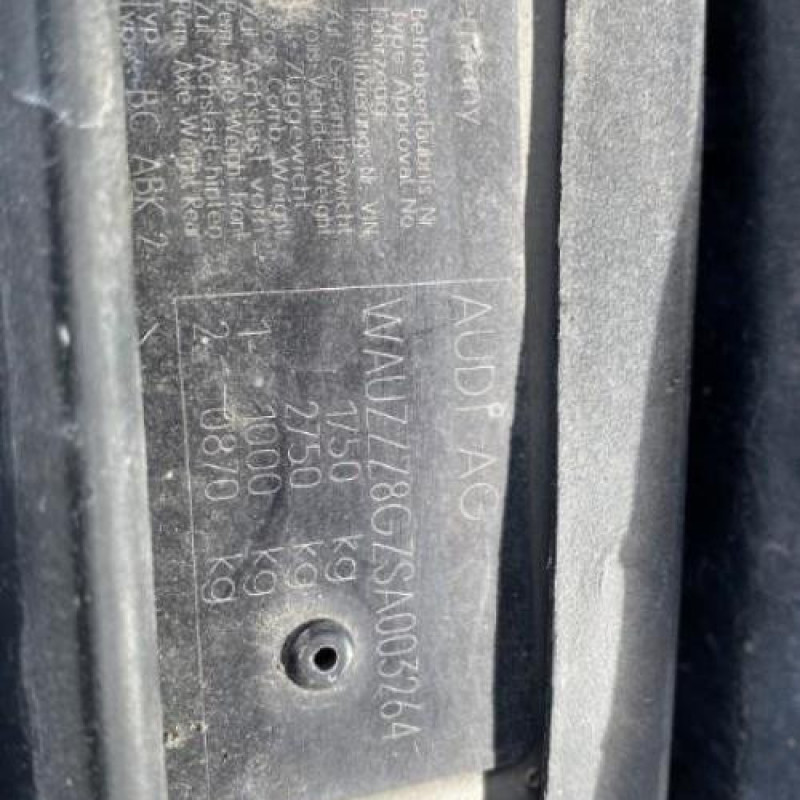 AUDI AG
Betriebserlaubnis Nr
Type Approval No
Fahrzeug
Identifizierungs Nr VIN WAUZZZ8GZSA003264
Zul Gesamtgewicht
Gross Vehicle Weight 1750 kg
Zuggewicht
Gross Comb Weight 2750 kg
Zul Achslast vorn
Perm Axle Weight Front 1- 1000 kg
Zul Achslast hinten
Perm Axle Weight Rear 2- 0870 kg
Typ
Type BC ABK 2